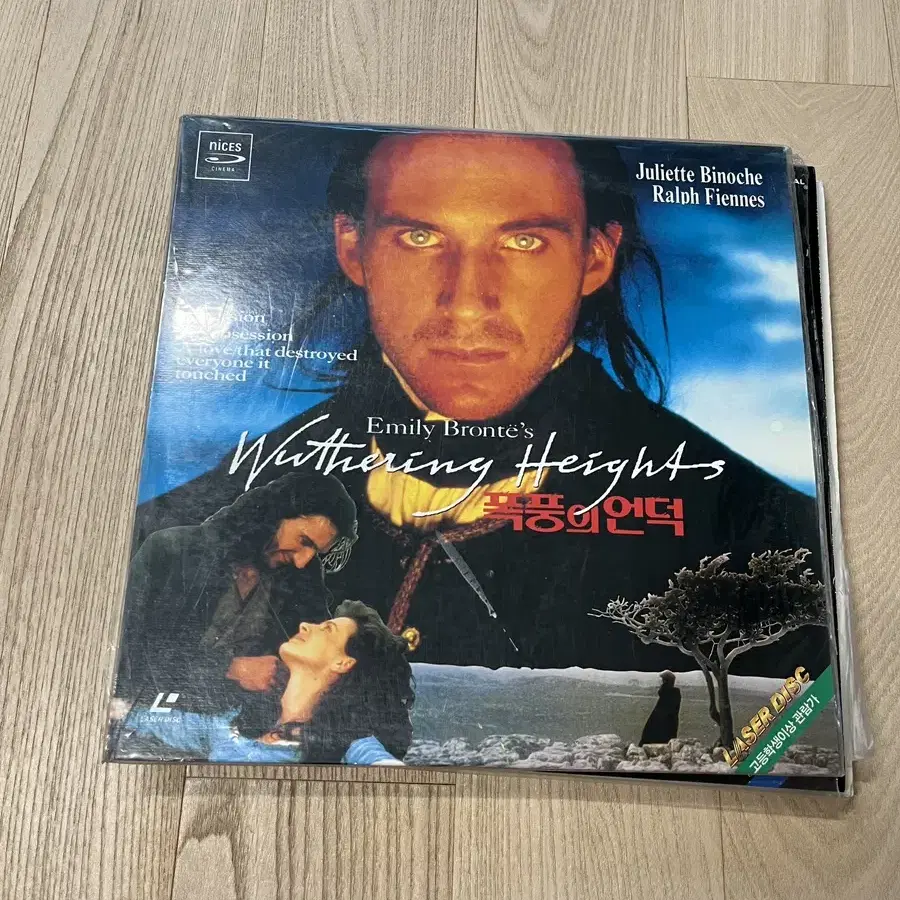 nices
CINEMA
Juliette Binoche
Ralph Fiennes
AL
obsession
love that destroyed
everyone it
touched
Emily Brontë's
Wuthering Heights
폭풍의언덕
LASER DISC
LASER DISC
고등학생이상 관람가